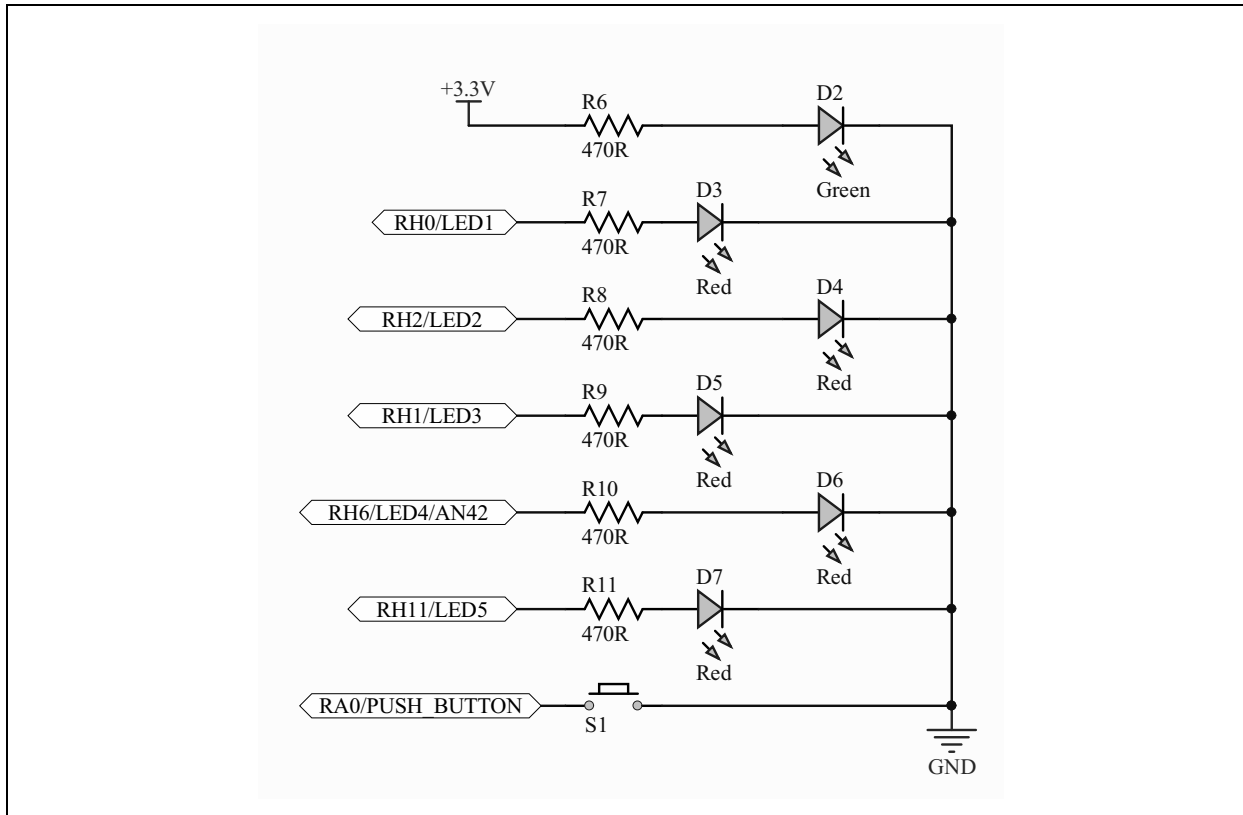 +3.3V
R6
470R
D2
Green
RH0/LED1
R7
470R
D3
Red
RH2/LED2
R8
470R
D4
Red
RH1/LED3
R9
470R
D5
Red
RH6/LED4/AN42
R10
470R
D6
Red
RH11/LED5
R11
470R
D7
Red
RA0/PUSH_BUTTON
S1
GND